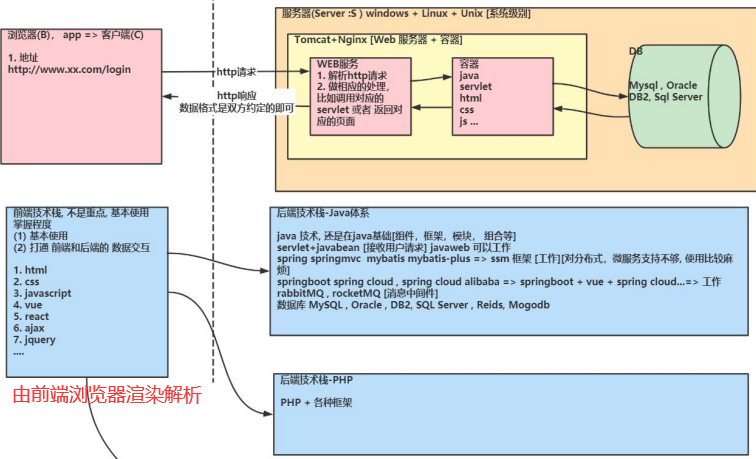 浏览器(B)， app => 客户端(C)
1. 地址
http://www.xx.com/login
http请求
http响应
数据格式是双方约定的即可
服务器(Server :S ) windows + Linux + Unix [系统级别]
Tomcat+Nginx [Web 服务器 + 容器]
WEB服务
1. 解析http请求
2. 做相应的处理，
比如调用对应的
servlet 或者 返回对
应的页面
容器
java
servlet
html
css
js ...
DB
Mysql , Oracle
DB2, Sql Server
前端技术栈, 不是重点, 基本使用
掌握程度
(1) 基本使用
(2) 打通 前端和后端的 数据交互
1. html
2. css
3. javascript
4. vue
5. react
6. ajax
7. jquery
....
由前端浏览器渲染解析
后端技术栈-Java体系
java 技术, 还是在java基础[组件，框架，模块， 组合等]
servlet+javabean [接收用户请求] javaweb 可以工作
spring springmvc mybatis mybatis-plus => ssm 框架 [工作][对分布式，微服务支持不够, 使用比较麻
烦]
springboot spring cloud , spring cloud alibaba => springboot + vue + spring cloud...=> 工作
rabbitMQ , rocketMQ [消息中间件]
数据库 MySQL , Oracle , DB2, SQL Server , Reids, Mogodb
后端技术栈-PHP
PHP + 各种框架